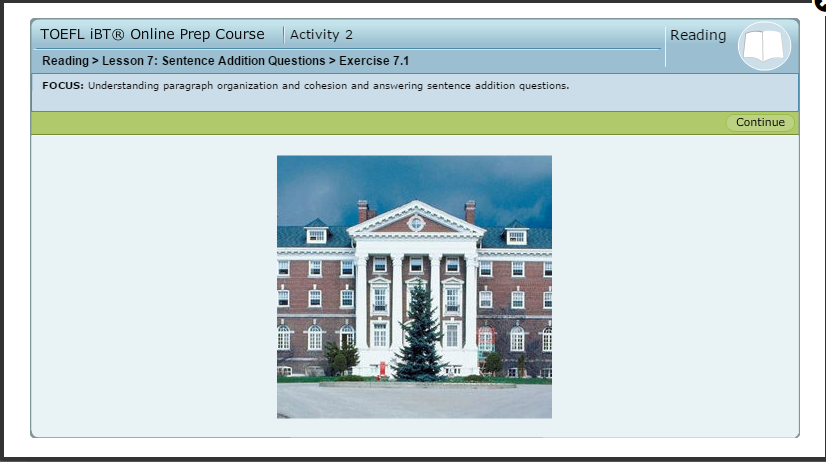 TOEFL iBT® Online Prep Course
Activity 2
Reading
Reading > Lesson 7: Sentence Addition Questions > Exercise 7.1
FOCUS: Understanding paragraph organization and cohesion and answering sentence addition questions.
Continue